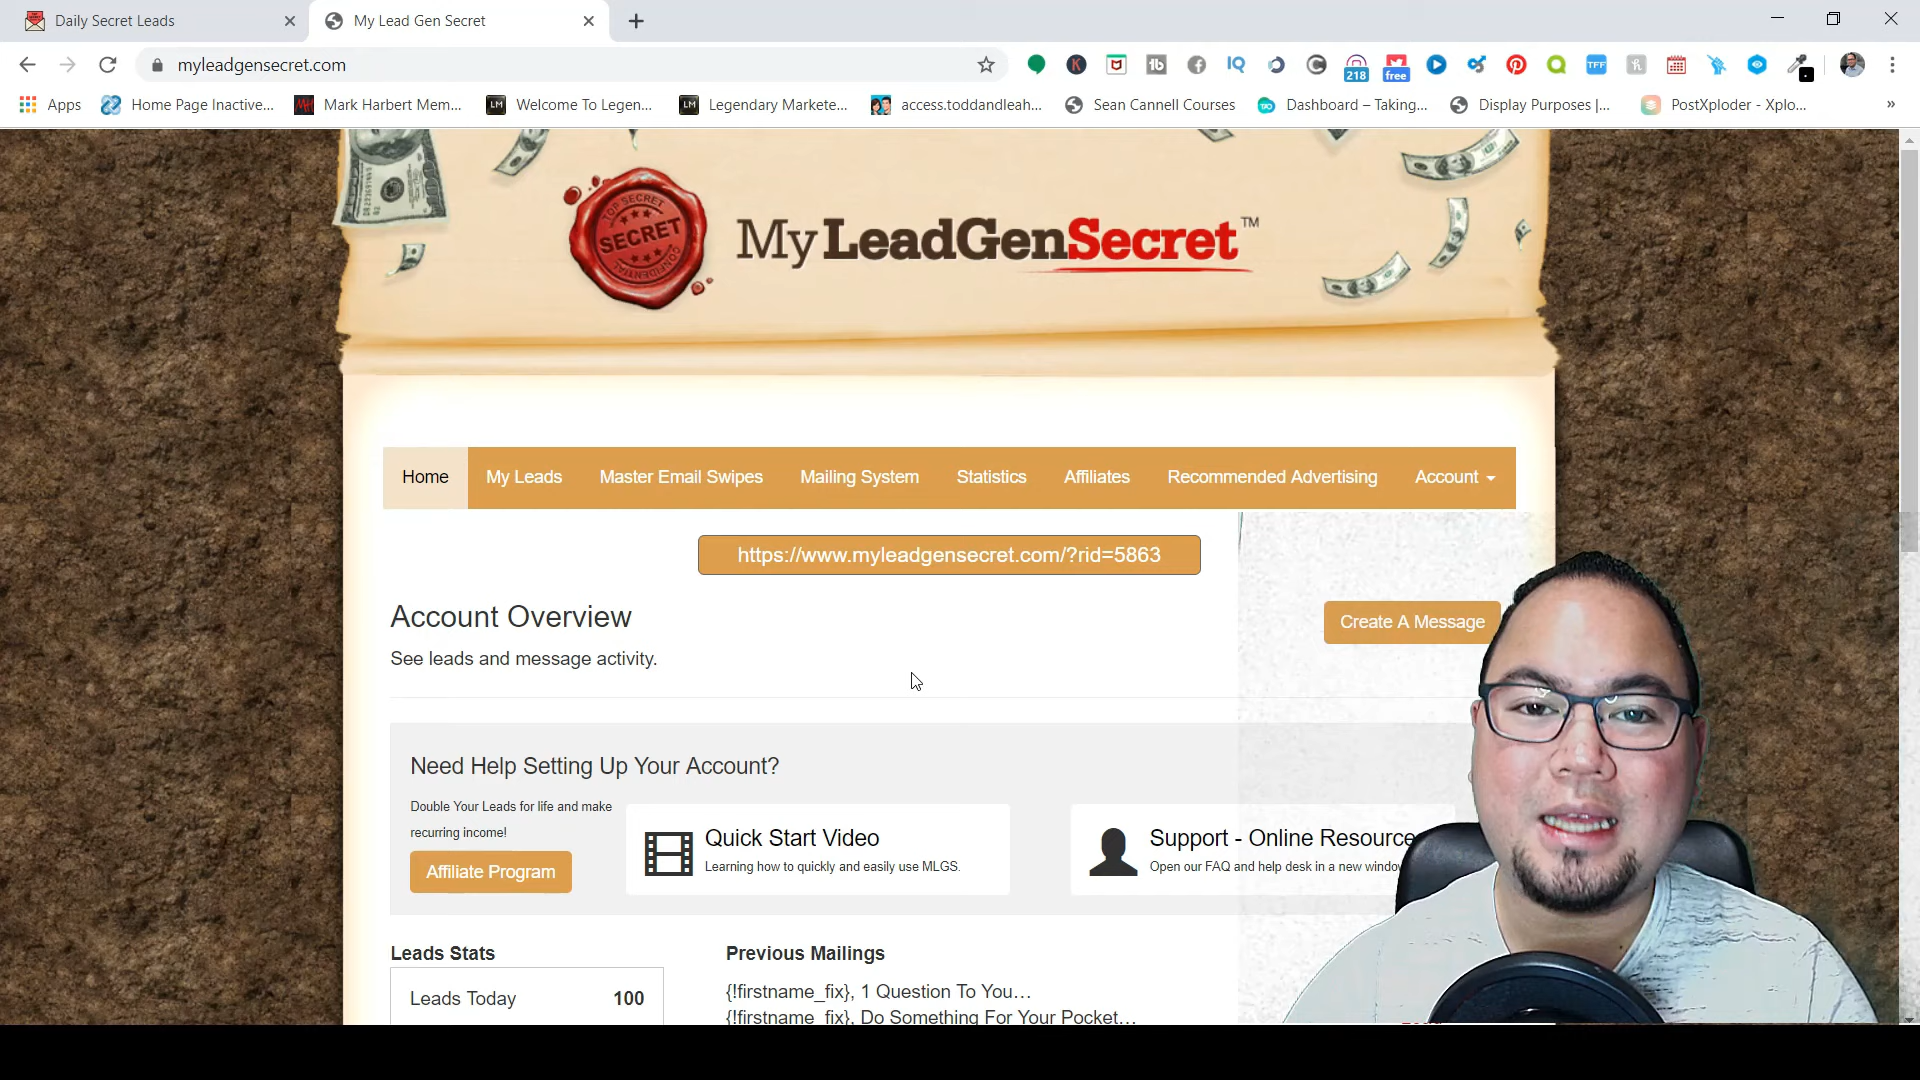 Daily Secret Leads
My Lead Gen Secret
myleadgensecret.com
218
free
TFF
Apps
Home Page Inactive...
Mark Harbert Mem...
Welcome To Legen...
Legendary Markete...
access.toddandleah...
Sean Cannell Courses
Dashboard – Taking...
Display Purposes |...
PostXploder - Xplo...
TOP SECRET
SECRET
CONFIDENTIAL
MyLeadGenSecret™
Home
My Leads
Master Email Swipes
Mailing System
Statistics
Affiliates
Recommended Advertising
Account
https://www.myleadgensecret.com/?rid=5863
Account Overview
Create A Message
See leads and message activity.
Need Help Setting Up Your Account?
Double Your Leads for life and make
recurring income!
Affiliate Program
Quick Start Video
Learning how to quickly and easily use MLGS.
Support - Online Resource
Open our FAQ and help desk in a new windo
Leads Stats
Leads Today 100
Previous Mailings
{!firstname_fix}, 1 Question To You…
{!firstname_fix}, Do Something For Your Pocket…